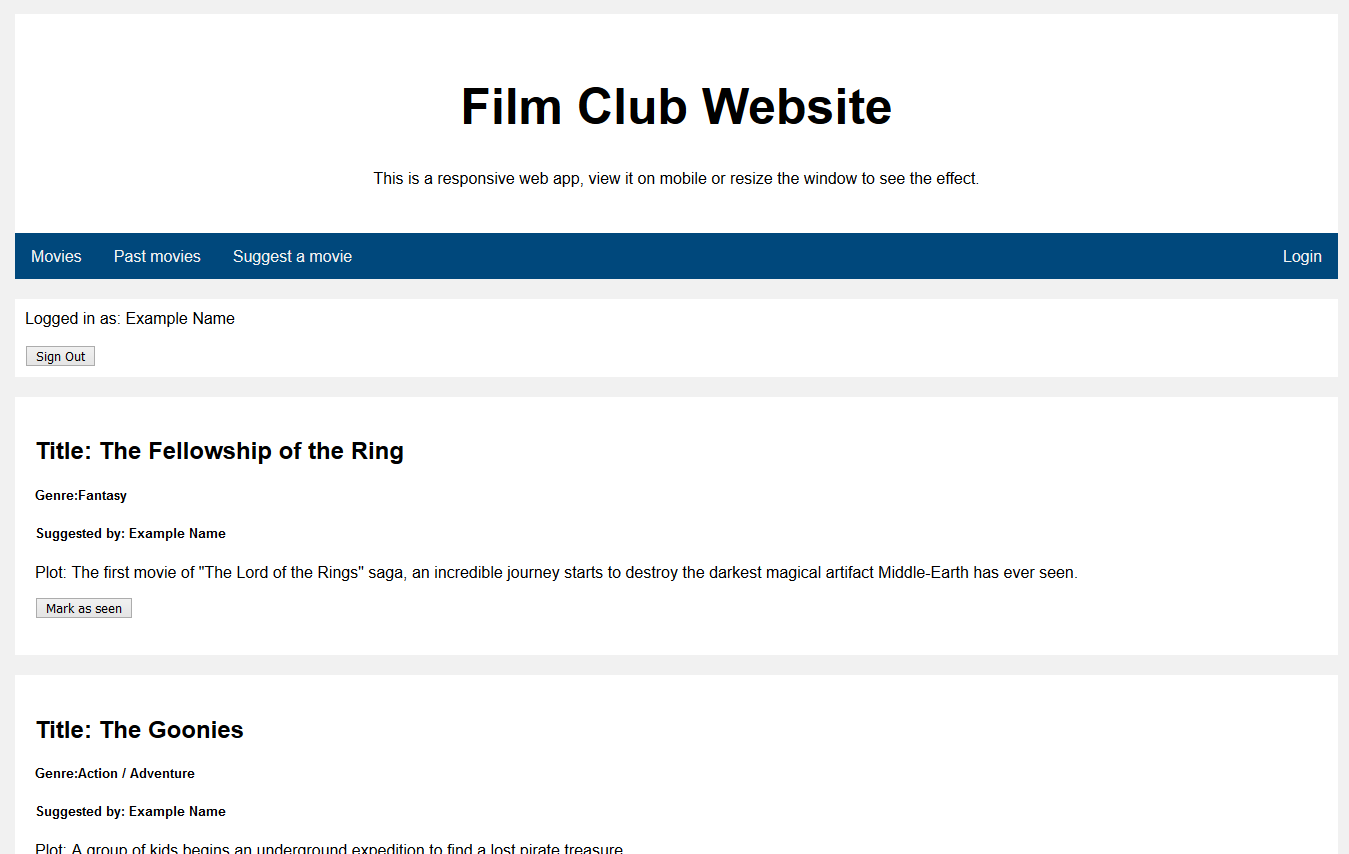 Film Club Website
This is a responsive web app, view it on mobile or resize the window to see the effect.
Movies Past movies Suggest a movie Login
Logged in as: Example Name
Sign Out
Title: The Fellowship of the Ring
Genre:Fantasy
Suggested by: Example Name
Plot: The first movie of "The Lord of the Rings" saga, an incredible journey starts to destroy the darkest magical artifact Middle-Earth has ever seen.
Mark as seen
Title: The Goonies
Genre:Action / Adventure
Suggested by: Example Name
Plot: A group of kids begins an underground expedition to find a lost pirate treasure.